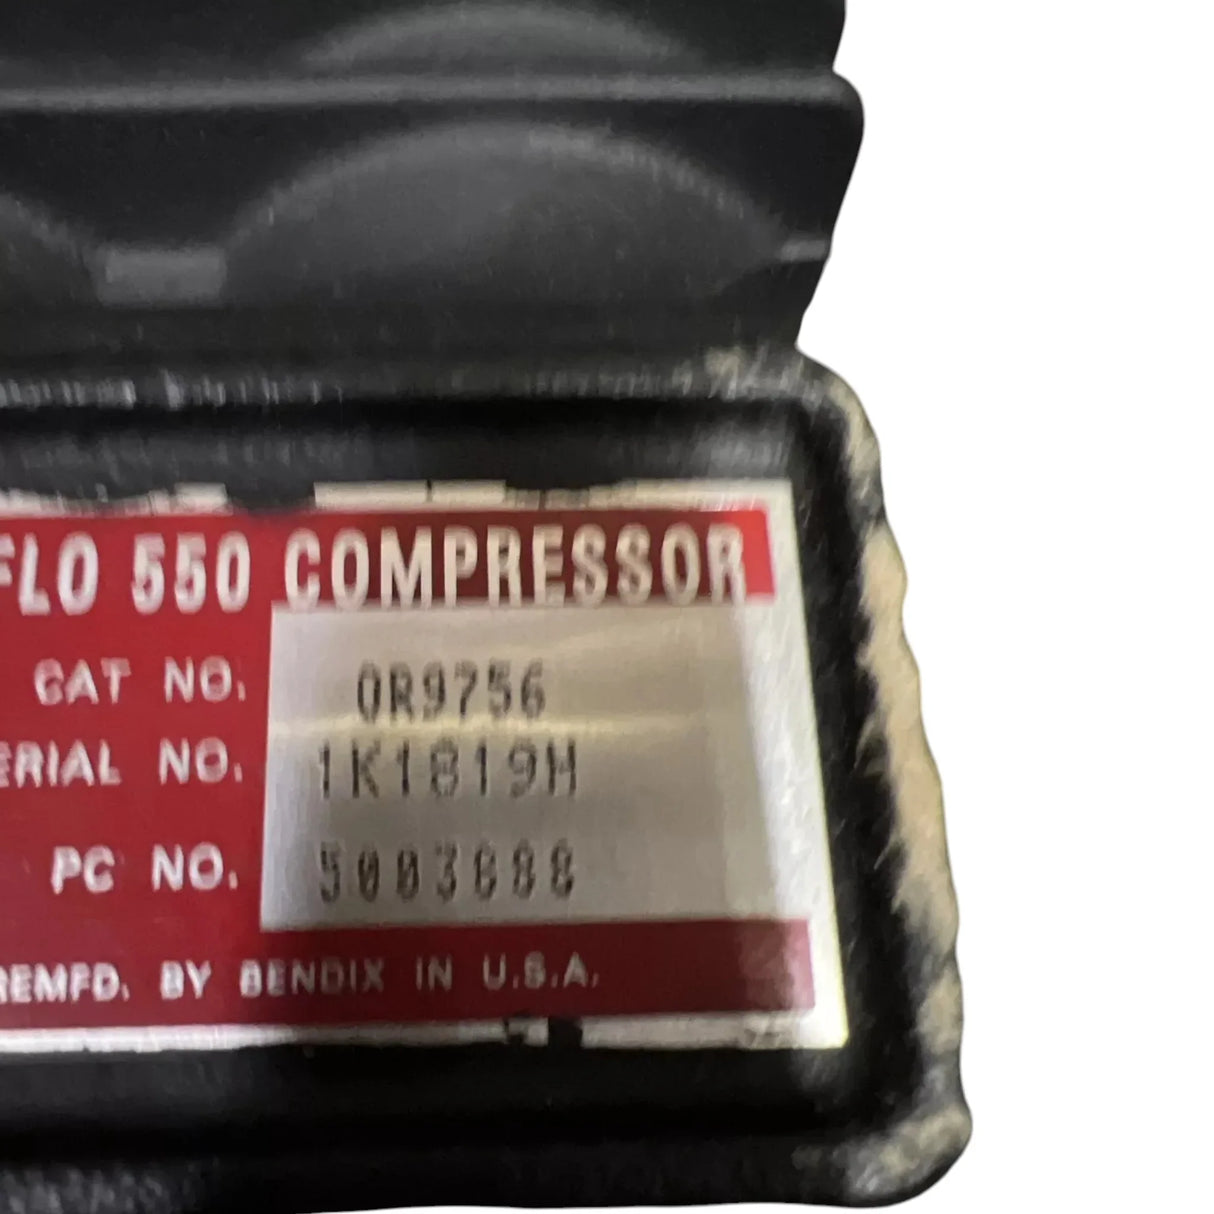 FLO 550 COMPRESSOR
CAT NO. 0R9756
ERIAL NO. 1K1819H
PC NO. 5003888
REMFD. BY BENDIX IN U.S.A.